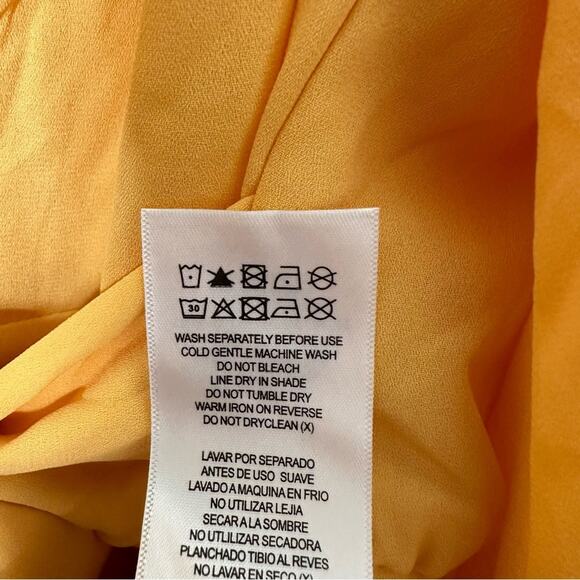 30
WASH SEPARATELY BEFORE USE
COLD GENTLE MACHINE WASH
DO NOT BLEACH
LINE DRY IN SHADE
DO NOT TUMBLE DRY
WARM IRON ON REVERSE
DO NOT DRYCLEAN (X)
LAVAR POR SEPARADO
ANTES DE USO SUAVE
LAVADO A MAQUINA EN FRIO
NO UTILIZAR LEJIA
SECAR A LA SOMBRE
NO UTLILIZAR SECADORA
PLANCHADO TIBIO AL REVES
NO LAVAR EN SECO (X)